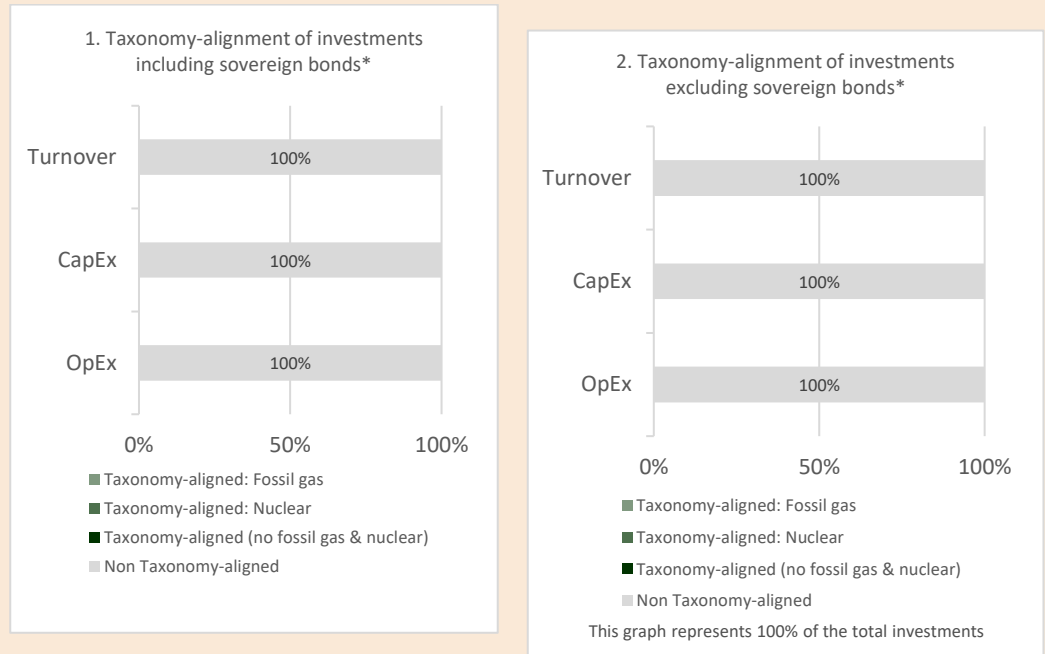 1. Taxonomy-alignment of investments
including sovereign bonds*
Turnover
100%
CapEx
100%
OpEx
100%
0%
50%
100%
Taxonomy-aligned: Fossil gas
Taxonomy-aligned: Nuclear
Taxonomy-aligned (no fossil gas & nuclear)
Non Taxonomy-aligned
2. Taxonomy-alignment of investments
excluding sovereign bonds*
Turnover
100%
CapEx
100%
OpEx
100%
0%
50%
100%
Taxonomy-aligned: Fossil gas
Taxonomy-aligned: Nuclear
Taxonomy-aligned (no fossil gas & nuclear)
Non Taxonomy-aligned
This graph represents 100% of the total investments